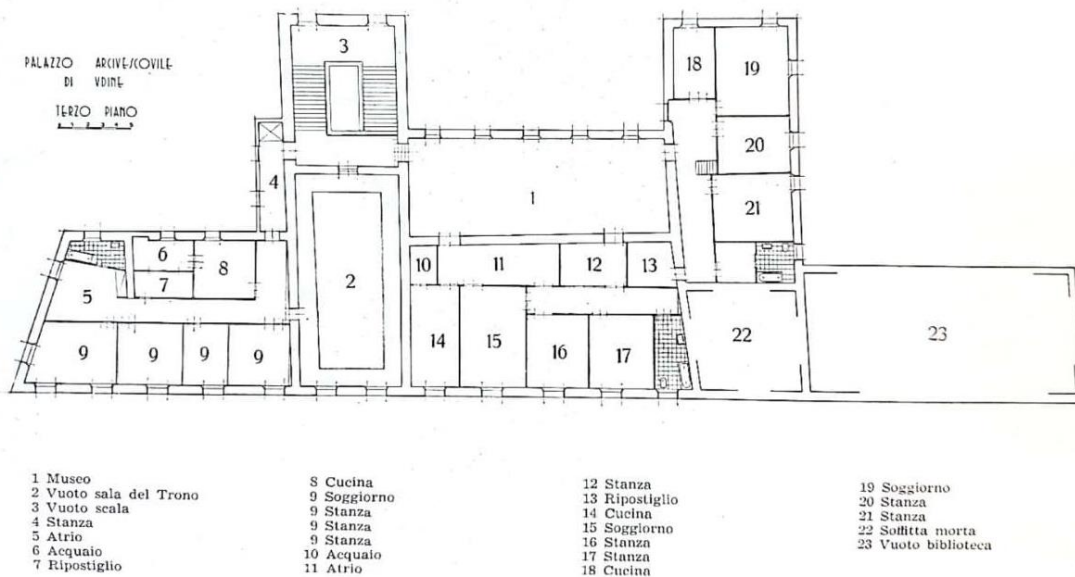 PALAZZO ARCIVESCOVILE
DI VDINE
TERZO PIANO
3
18
19
20
4
1
21
6
8
7
5
2
10
11
12
13
22
23
9
9
9
9
14
15
16
17
1 Museo
2 Vuoto sala del Trono
3 Vuoto scala
4 Stanza
5 Atrio
6 Acquaio
7 Ripostiglio
8 Cucina
9 Soggiorno
9 Stanza
9 Stanza
9 Stanza
10 Acquaio
11 Atrio
12 Stanza
13 Ripostiglio
14 Cucina
15 Soggiorno
16 Stanza
17 Stanza
18 Cucina
19 Soggiorno
20 Stanza
21 Stanza
22 Soffitta morta
23 Vuoto biblioteca